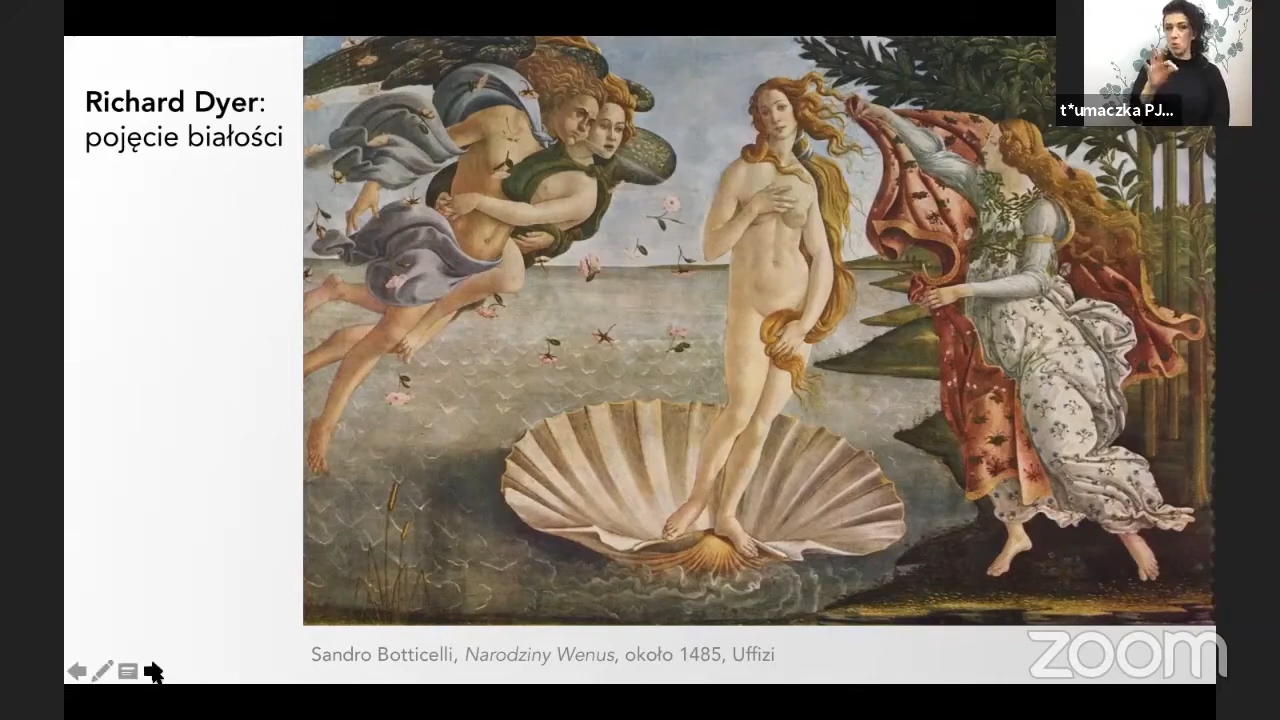 Richard Dyer:
pojęcie białości
t*umaczka PJ...
Sandro Botticelli, Narodziny Wenus, około 1485, Uffizi
zoom